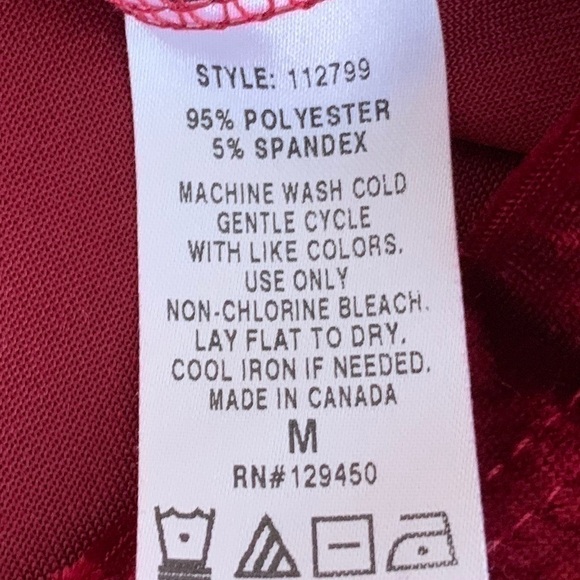 STYLE: 112799
95% POLYESTER
5% SPANDEX
MACHINE WASH COLD
GENTLE CYCLE
WITH LIKE COLORS.
USE ONLY
NON-CHLORINE BLEACH.
LAY FLAT TO DRY.
COOL IRON IF NEEDED.
MADE IN CANADA
M
RN#129450